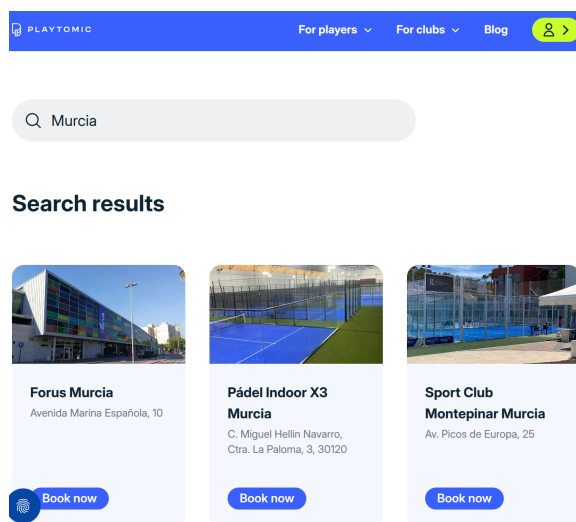 PLAYTOMIC
For players
For clubs
Blog
Murcia
Search results
Forus Murcia
Avenida Marina Española, 10
Book now
Pádel Indoor X3
Murcia
C. Miguel Hellin Navarro,
Ctra. La Paloma, 3, 30120
Book now
Sport Club
Montepinar Murcia
Av. Picos de Europa, 25
Book now